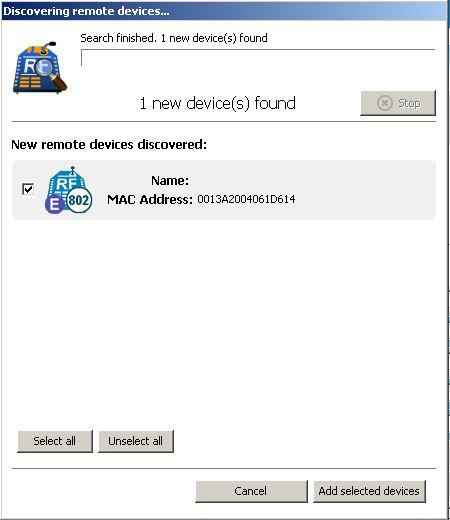 Discovering remote devices...
Search finished. 1 new device(s) found
RF
1 new device(s) found
Stop
New remote devices discovered:
RF
E 802
Name:
MAC Address: 0013A2004061D614
Select all Unselect all
Cancel Add selected devices